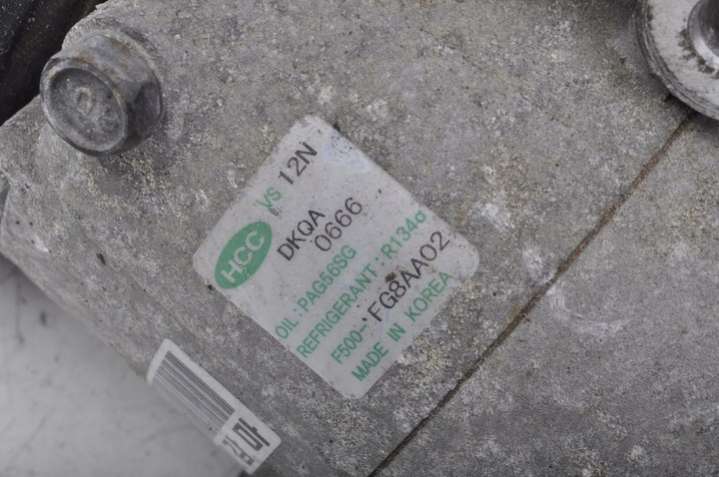 VS 12N
HCC
DKQA
0666
OIL : PAG56SG
REFRIGERANT : R134a
F500-FG8AA02
MADE IN KOREA